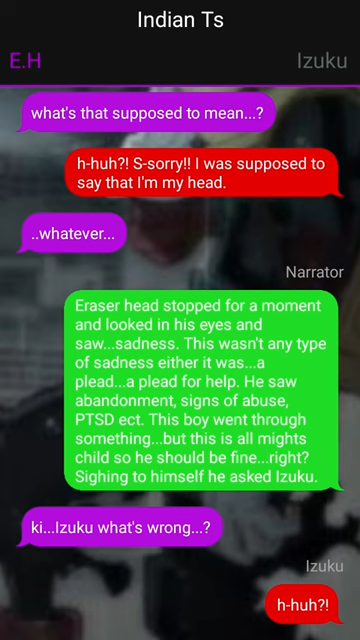 Indian Ts
E.H
Izuku
what's that supposed to mean...?
h-huh?! S-sorry!! I was supposed to
say that I'm my head.
..whatever...
Narrator
Eraser head stopped for a moment
and looked in his eyes and
saw...sadness. This wasn't any type
of sadness either it was...a
plead...a plead for help. He saw
abandonment, signs of abuse,
PTSD ect. This boy went through
something...but this is all mights
child so he should be fine...right?
Sighing to himself he asked Izuku.
ki...Izuku what's wrong...?
Izuku
h-huh?!